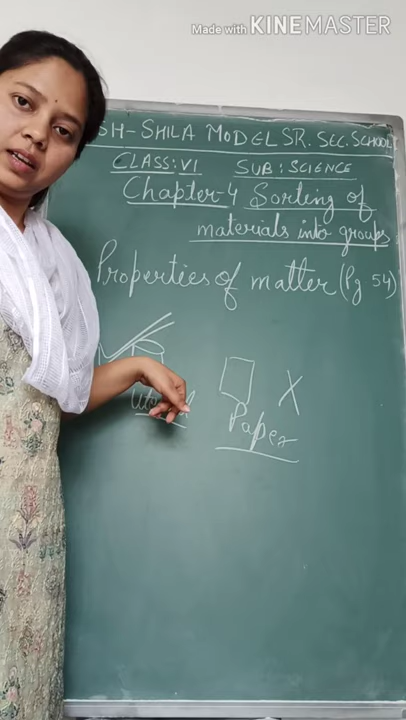 Made with KINEMASTER
SH-SHILA MODEL SR. SEC. SCHOOL
CLASS: VI SUB: SCIENCE
Chapter-4 Sorting of
materials into groups
Properties of matter (Pg 54)
X
Paper